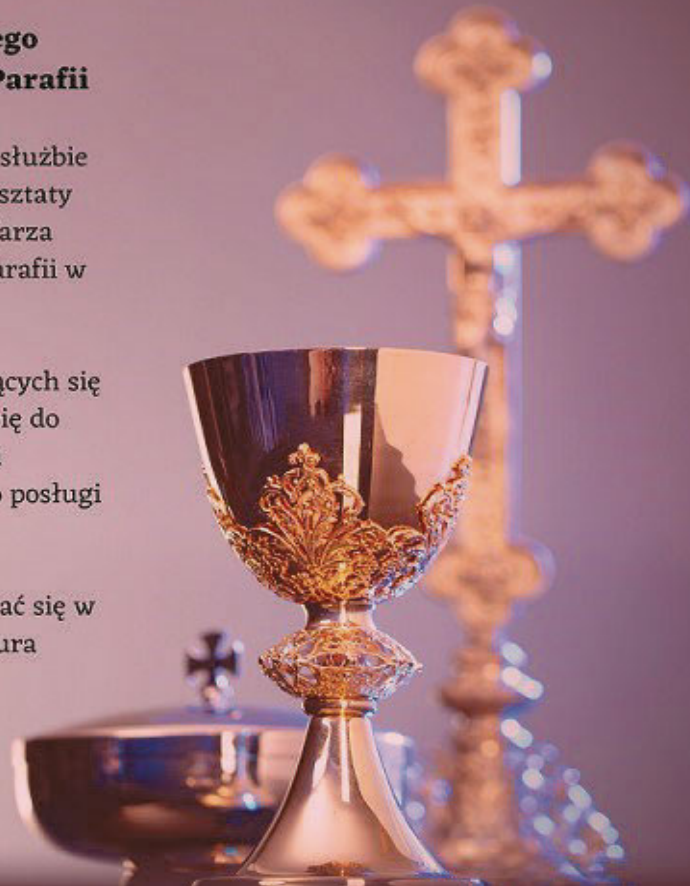 ego
Parafii
służbie
sztaty
arza
arafii w
ących się
ię do
o posługi
ać się w
ura